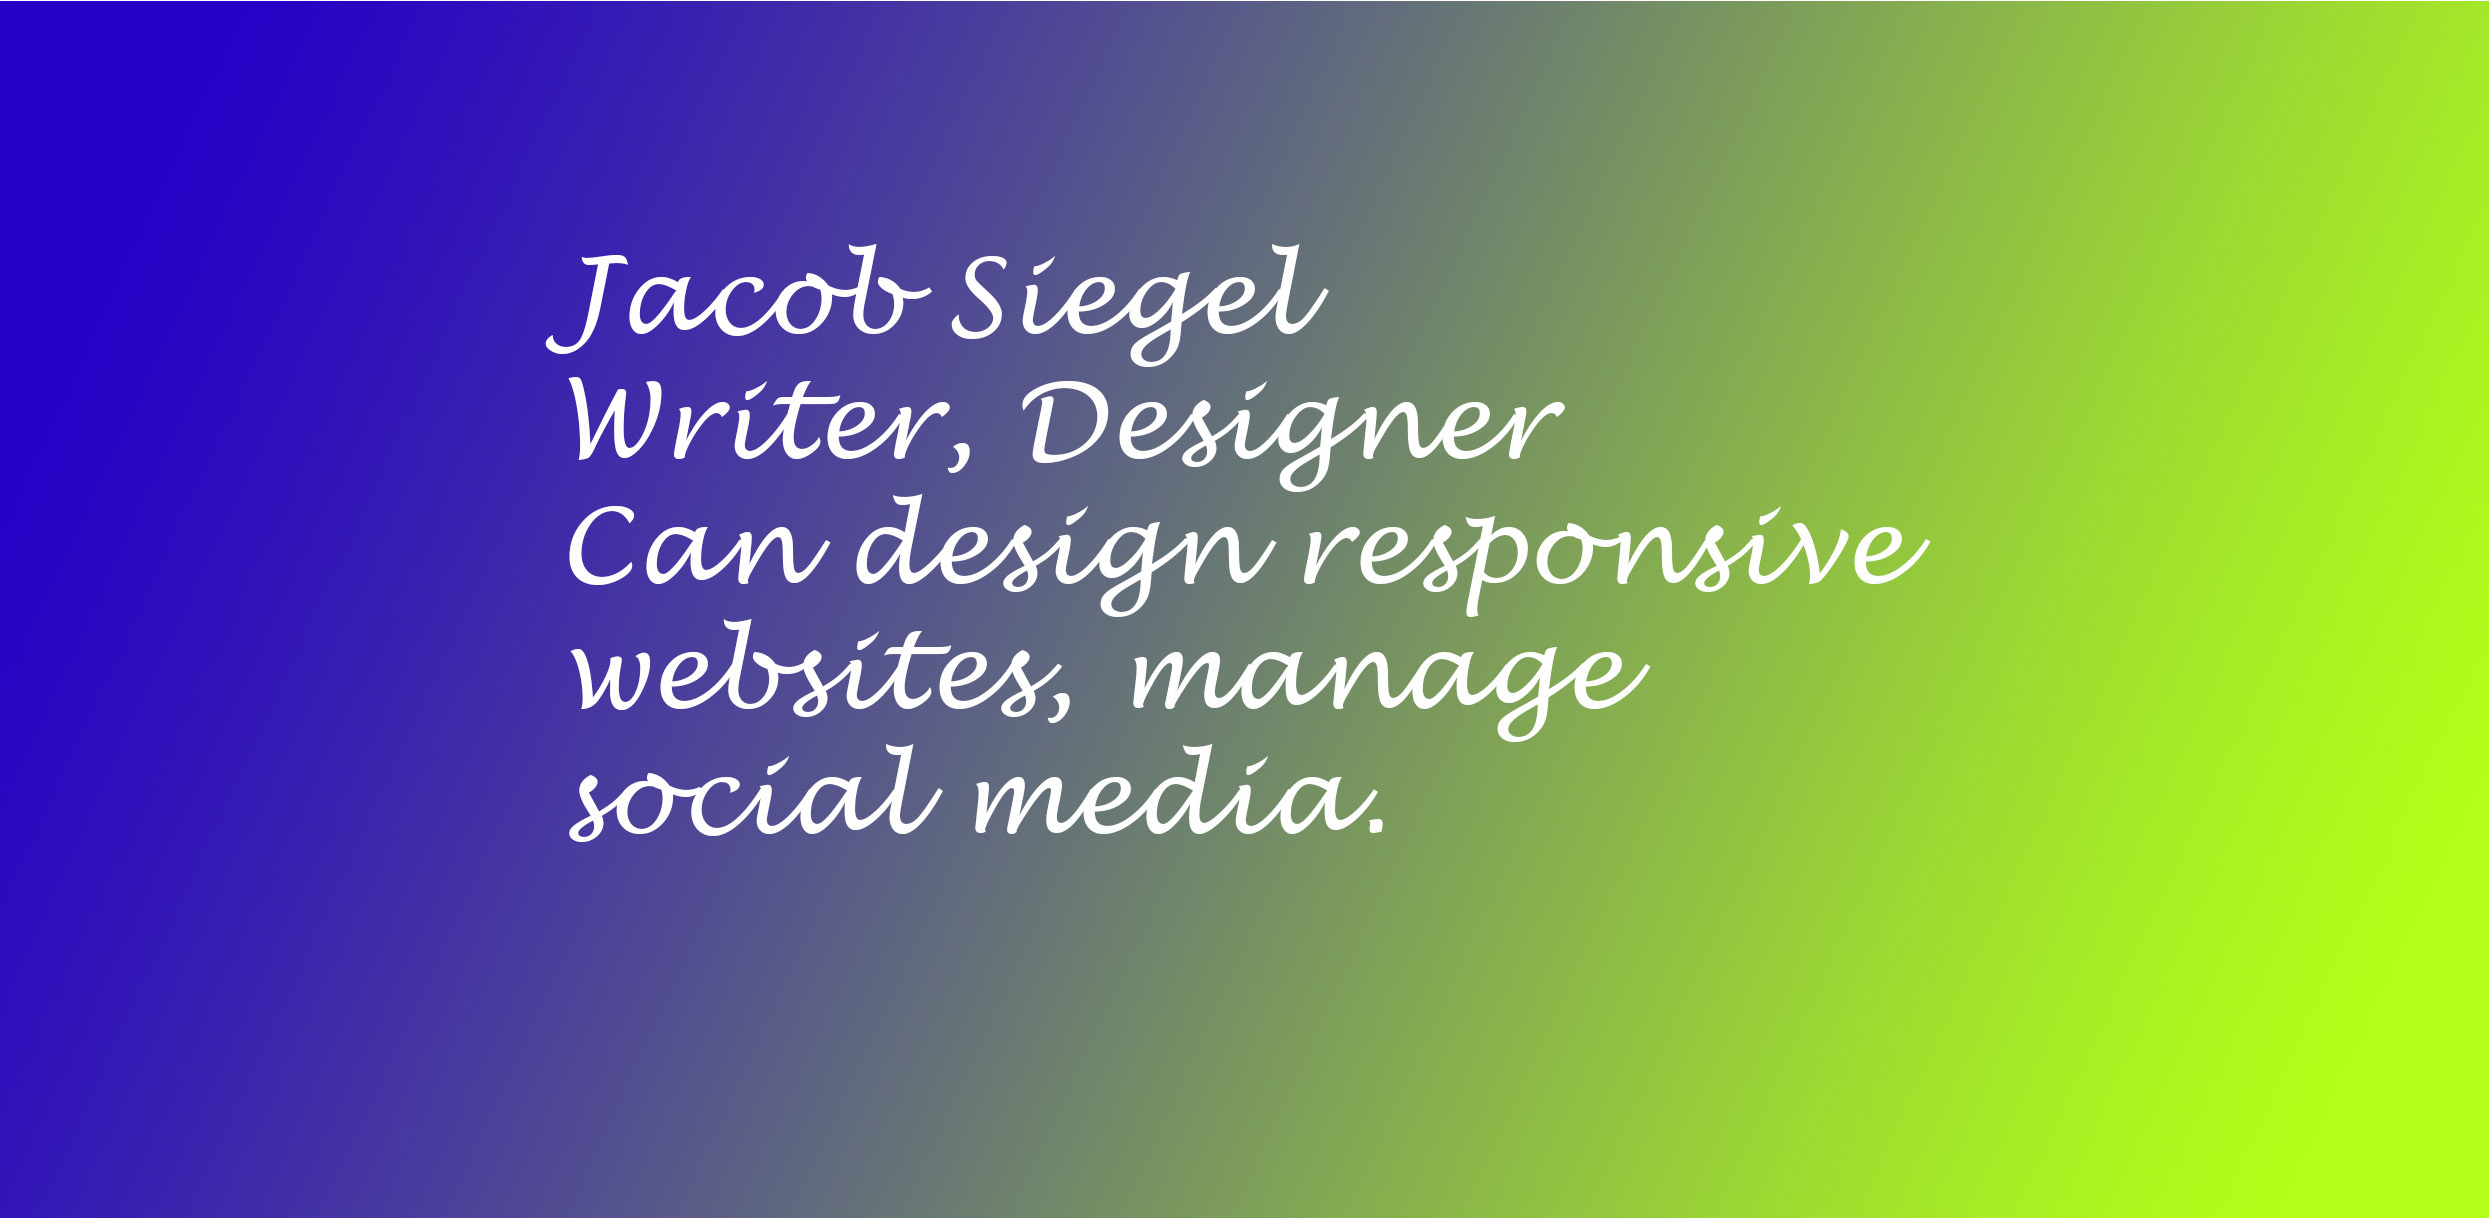 Jacob Siegel
Writer, Designer
Can design responsive
websites, manage
social media.